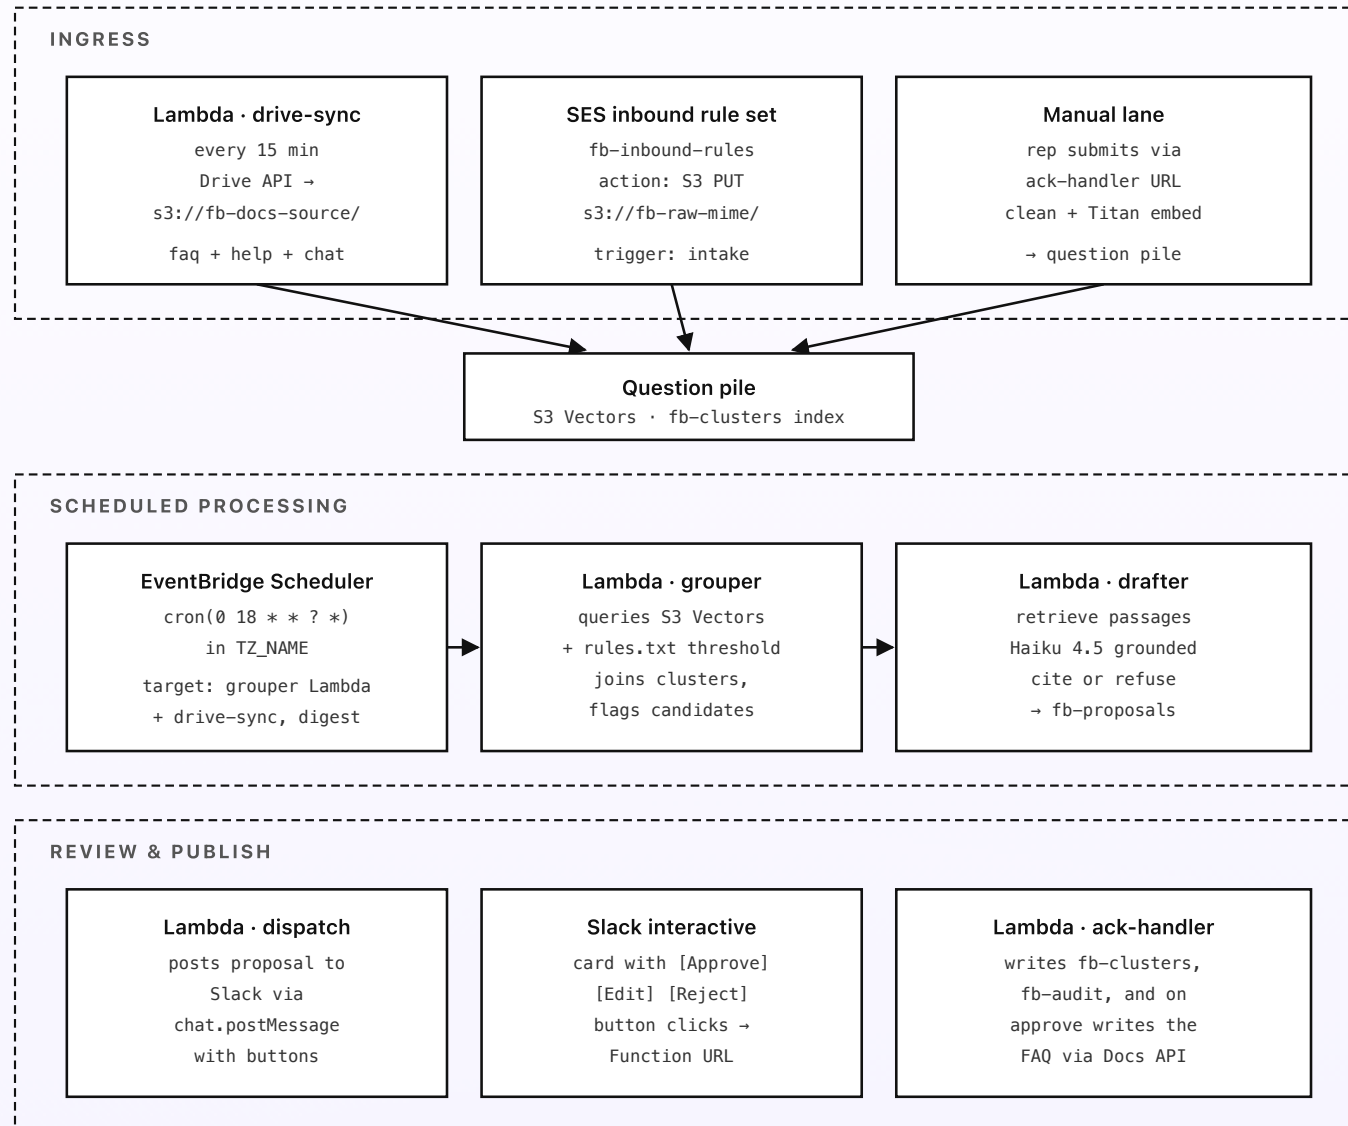 INGRESS
Lambda · drive-sync
every 15 min
Drive API →
s3://fb-docs-source/
faq + help + chat
SES inbound rule set
fb-inbound-rules
action: S3 PUT
s3://fb-raw-mime/
trigger: intake
Manual lane
rep submits via
ack-handler URL
clean + Titan embed
→ question pile
Question pile
S3 Vectors · fb-clusters index
SCHEDULED PROCESSING
EventBridge Scheduler
cron(0 18 * * ? *)
in TZ_NAME
target: grouper Lambda
+ drive-sync, digest
Lambda · grouper
queries S3 Vectors
+ rules.txt threshold
joins clusters,
flags candidates
Lambda · drafter
retrieve passages
Haiku 4.5 grounded
cite or refuse
→ fb-proposals
REVIEW & PUBLISH
Lambda · dispatch
posts proposal to
Slack via
chat.postMessage
with buttons
Slack interactive
card with [Approve]
[Edit] [Reject]
button clicks →
Function URL
Lambda · ack-handler
writes fb-clusters,
fb-audit, and on
approve writes the
FAQ via Docs API